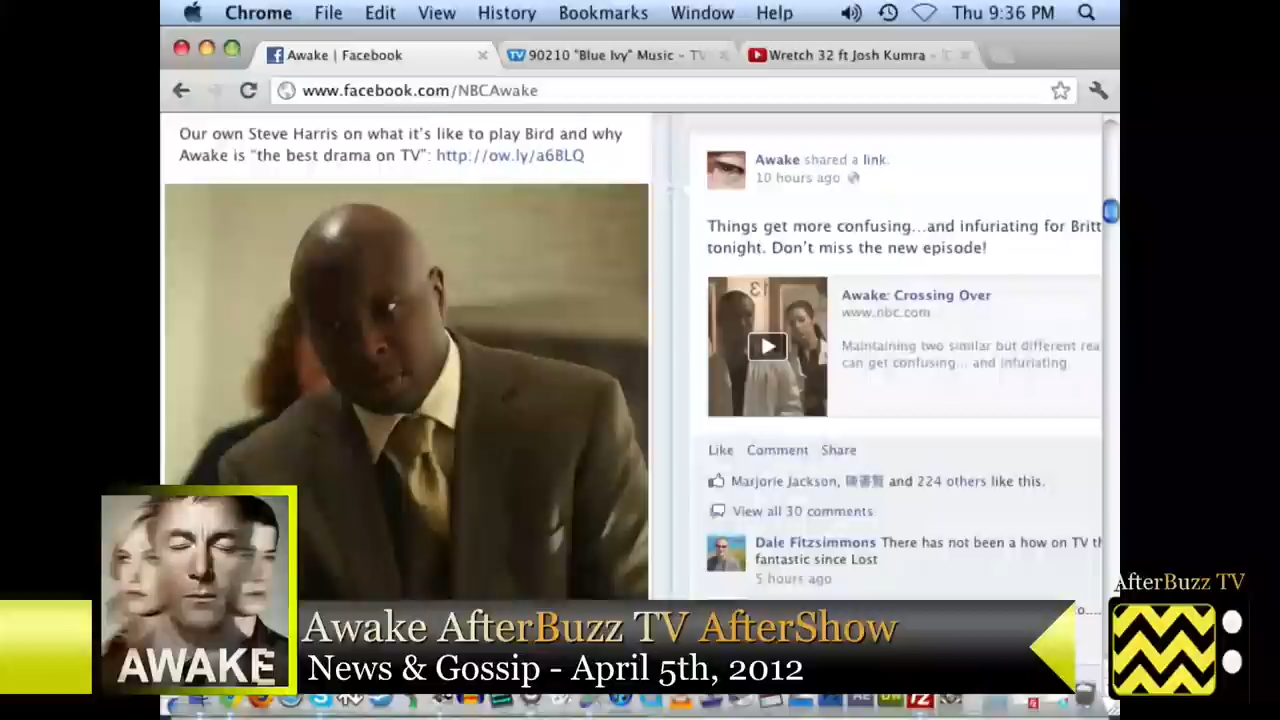 Chrome File Edit View History Bookmarks Window Help Thu 9:36 PM
Awake | Facebook
90210 "Blue Ivy" Music - TV
Wretch 32 ft Josh Kumra -
www.facebook.com/NBCAwake
Our own Steve Harris on what it's like to play Bird and why
Awake is "the best drama on TV": http://ow.ly/a6BLQ
Awake shared a link.
10 hours ago
Things get more confusing...and infuriating for Britt
tonight. Don't miss the new episode!
Awake: Crossing Over
www.nbc.com
Maintaining two similar but different rea
can get confusing... and infuriating
Like Comment Share
Marjorie Jackson, and 224 others like this.
View all 30 comments
Dale Fitzsimmons There has not been a how on TV th
fantastic since Lost
5 hours ago
AWAKE
Awake AfterBuzz TV AfterShow
News & Gossip - April 5th, 2012
AfterBuzz TV